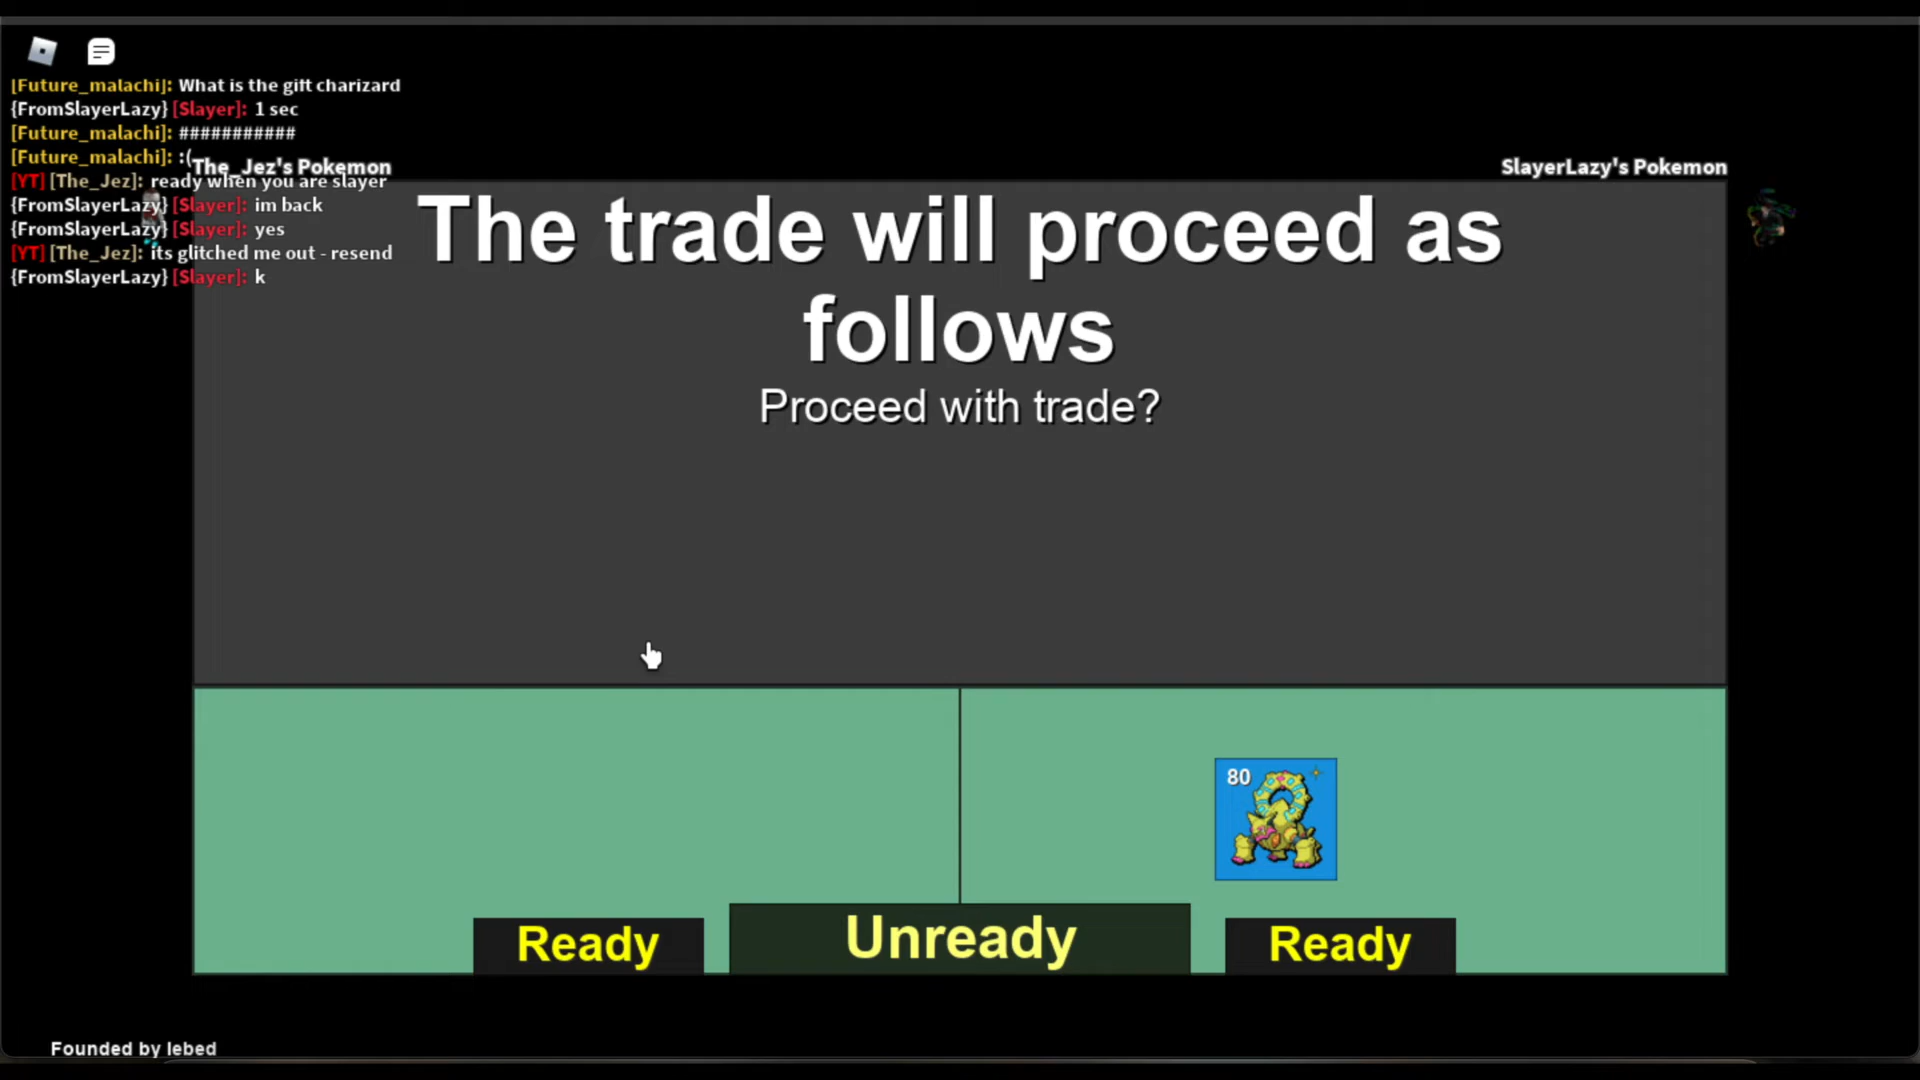 [Future_malachi]: What is the gift charizard
{FromSlayerLazy} [Slayer]: 1 sec
[Future_malachi]: ###########
[Future_malachi]: :(
The_Jez's Pokemon
SlayerLazy's Pokemon
[YT] [The_Jez]: ready when you are slayer
{FromSlayerLazy} [Slayer]: im back
{FromSlayerLazy} [Slayer]: yes
[YT] [The_Jez]: its glitched me out - resend
{FromSlayerLazy} [Slayer]: k
The trade will proceed as
follows
Proceed with trade?
80
Ready
Unready
Ready
Founded by lebed